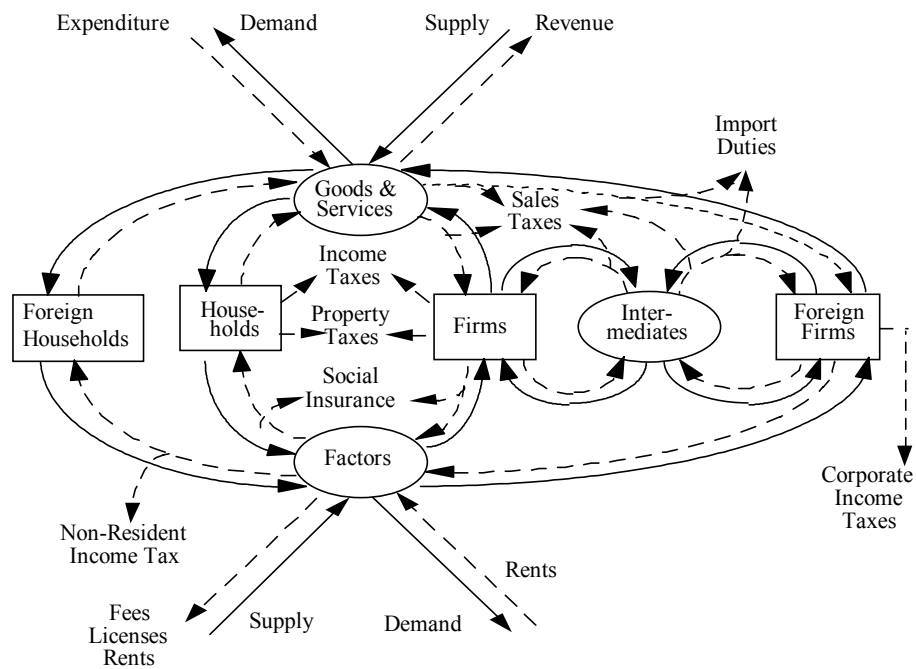 Expenditure Demand Supply Revenue
Import
Duties
Goods &
Services
Sales
Taxes
Income
Taxes
Foreign
Households
House-
holds
Property
Taxes
Firms
Inter-
mediates
Foreign
Firms
Social
Insurance
Factors
Corporate
Income
Taxes
Non-Resident
Income Tax
Rents
Fees
Licenses
Rents
Supply
Demand